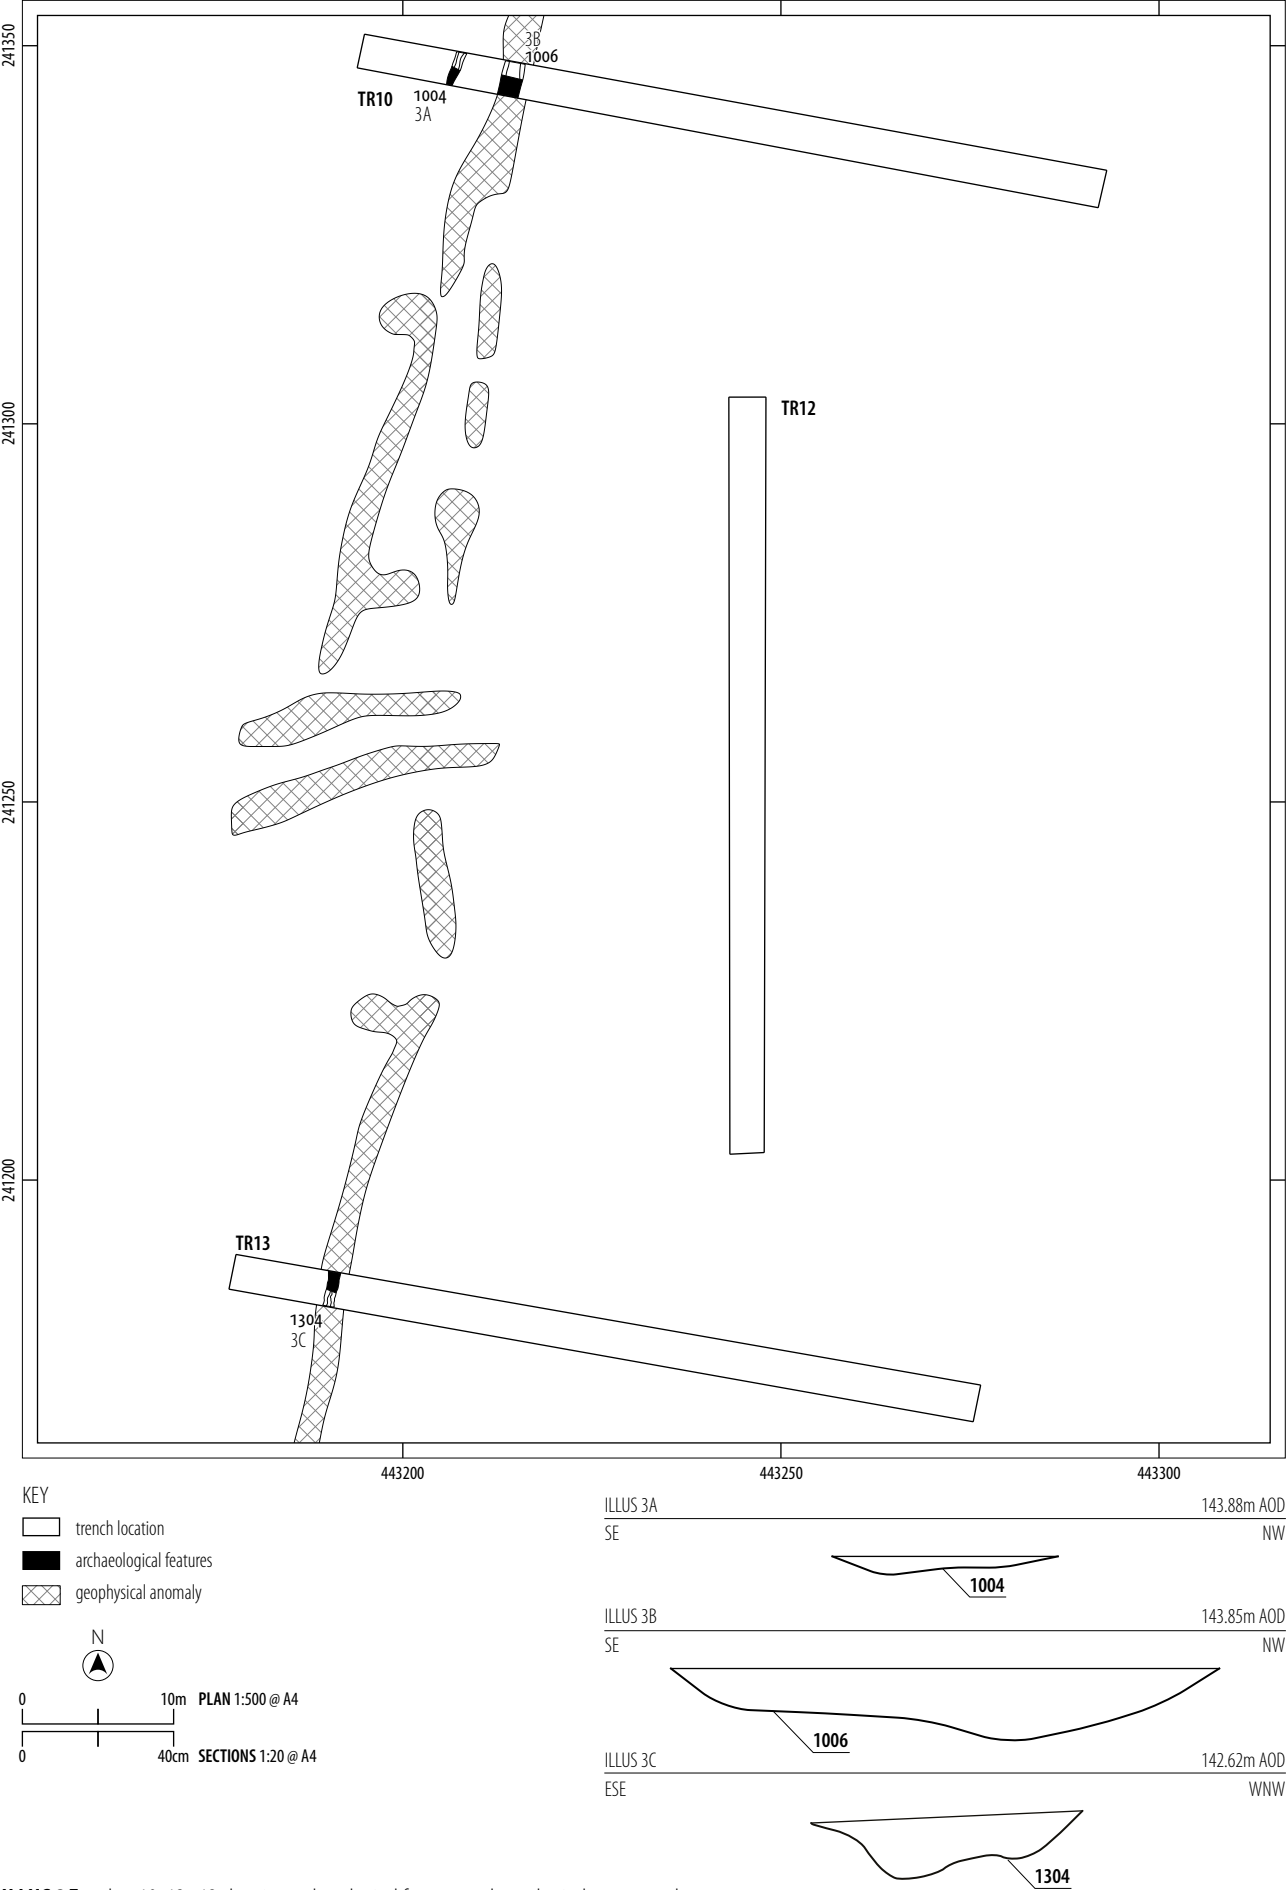 241350
3B
1006
TR10
1004
3A
241300
TR12
241250
241200
TR13
1304
3C
443200
443250
443300
KEY
trench location
archaeological features
geophysical anomaly
N
0 10m PLAN 1:500 @ A4
0 40cm SECTIONS 1:20 @ A4
ILLUS 3A 143.88m AOD
SE NW
1004
ILLUS 3B 143.85m AOD
SE NW
1006
ILLUS 3C 142.62m AOD
ESE WNW
1304